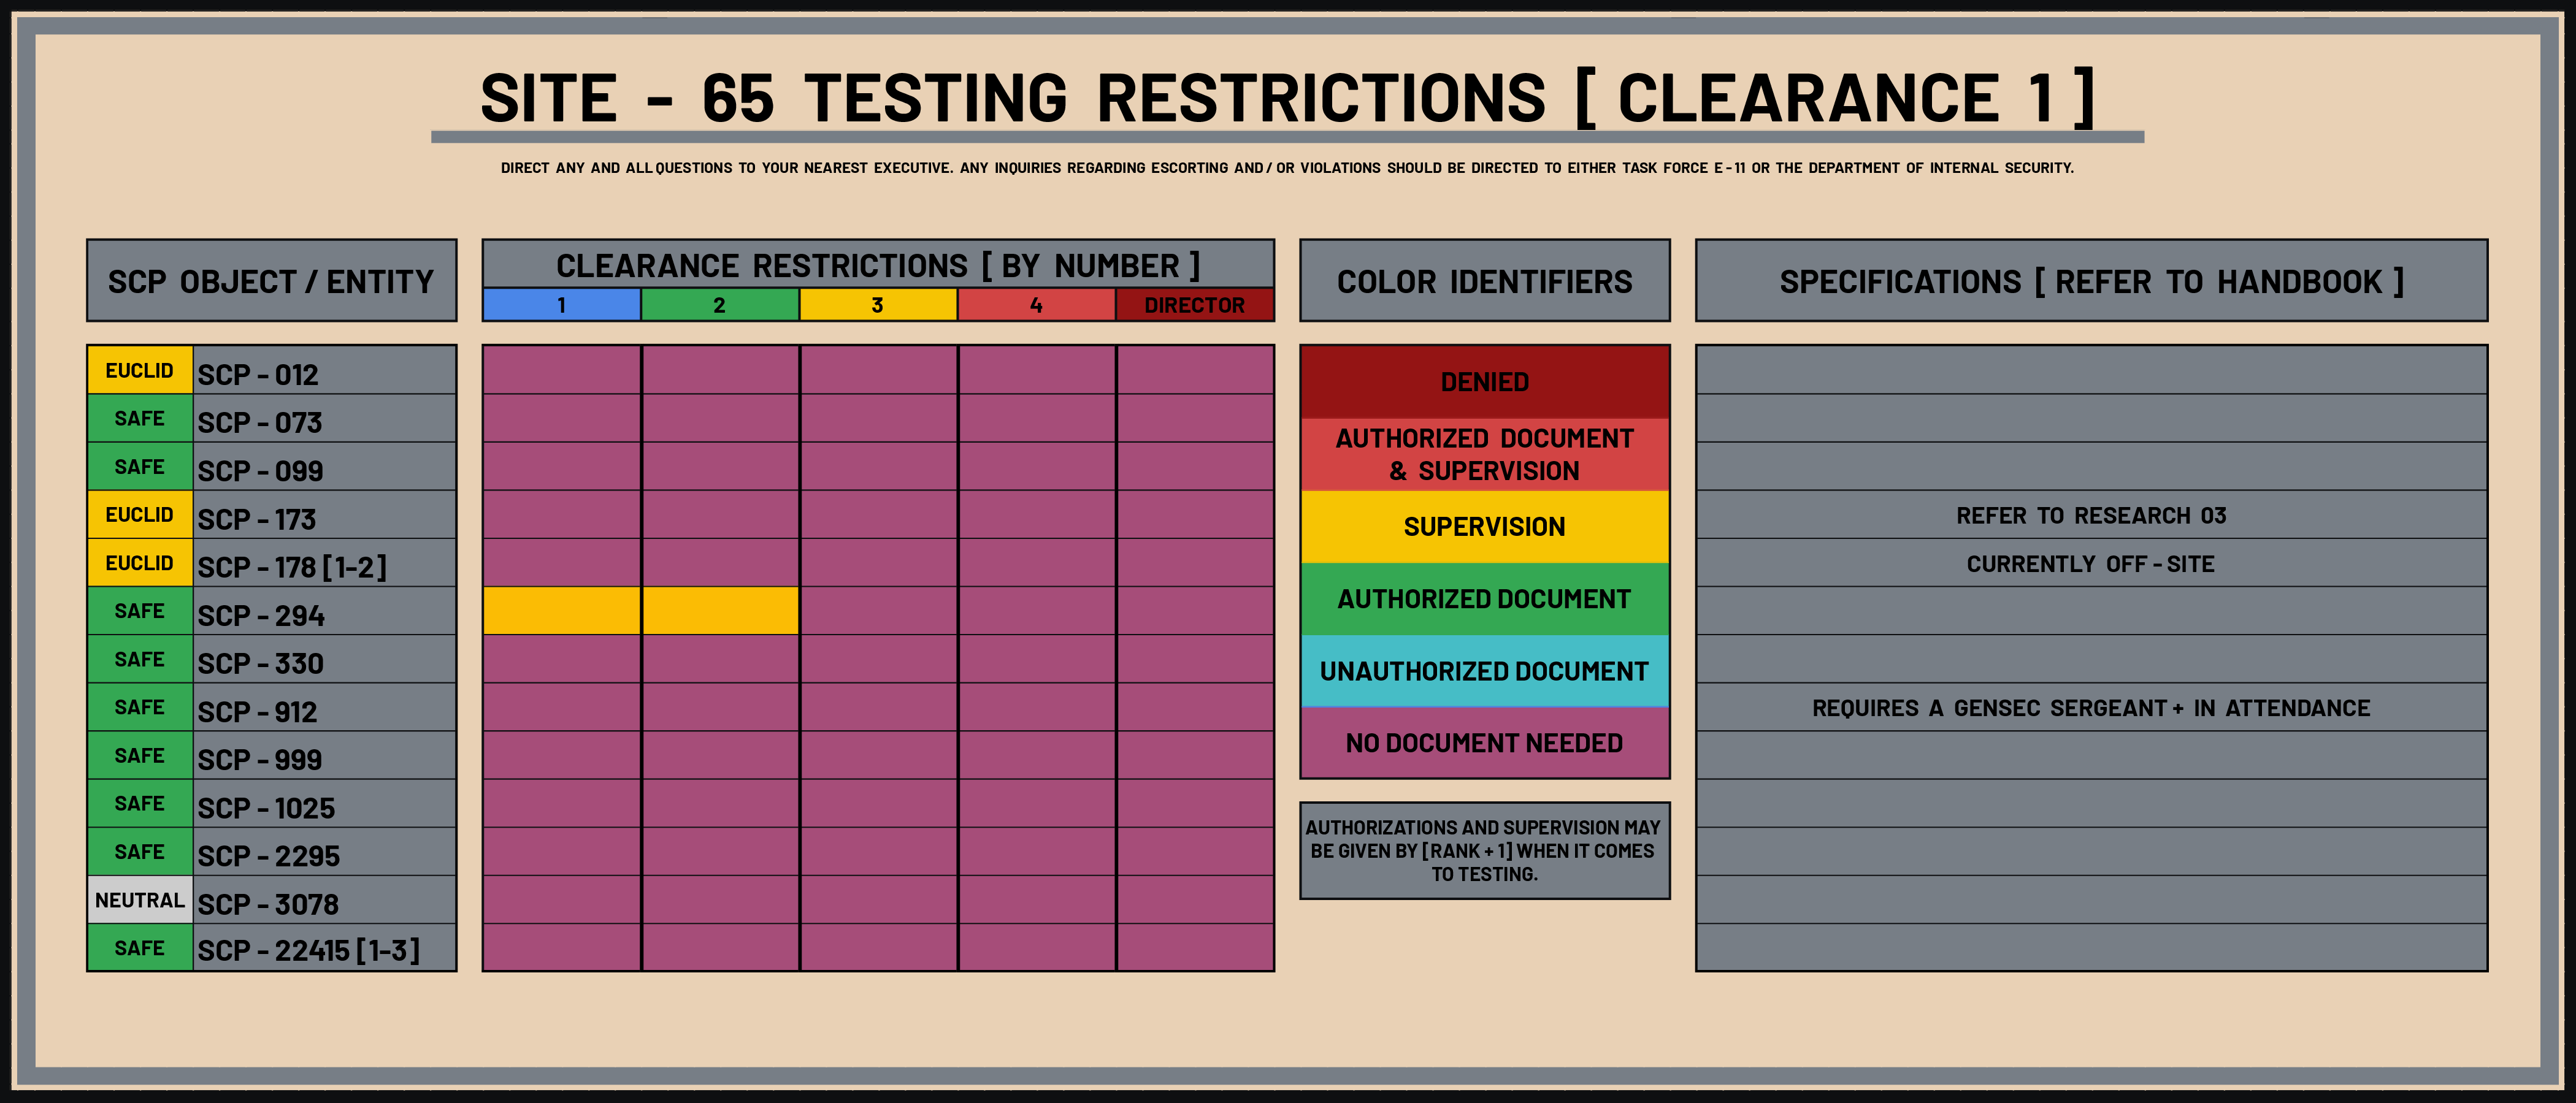 SITE - 65 TESTING RESTRICTIONS [ CLEARANCE 1 ]
DIRECT ANY AND ALL QUESTIONS TO YOUR NEAREST EXECUTIVE. ANY INQUIRIES REGARDING ESCORTING AND / OR VIOLATIONS SHOULD BE DIRECTED TO EITHER TASK FORCE E - 11 OR THE DEPARTMENT OF INTERNAL SECURITY.
SCP OBJECT / ENTITY
CLEARANCE RESTRICTIONS [ BY NUMBER ]
1 2 3 4 DIRECTOR
COLOR IDENTIFIERS
SPECIFICATIONS [ REFER TO HANDBOOK ]
EUCLID SCP - 012
SAFE SCP - 073
SAFE SCP - 099
EUCLID SCP - 173
EUCLID SCP - 178 [1-2]
SAFE SCP - 294
SAFE SCP - 330
SAFE SCP - 912
SAFE SCP - 999
SAFE SCP - 1025
SAFE SCP - 2295
NEUTRAL SCP - 3078
SAFE SCP - 22415 [1-3]
DENIED
AUTHORIZED DOCUMENT
& SUPERVISION
SUPERVISION
AUTHORIZED DOCUMENT
UNAUTHORIZED DOCUMENT
NO DOCUMENT NEEDED
AUTHORIZATIONS AND SUPERVISION MAY
BE GIVEN BY [RANK + 1] WHEN IT COMES
TO TESTING.
REFER TO RESEARCH 03
CURRENTLY OFF - SITE
REQUIRES A GENSEC SERGEANT + IN ATTENDANCE